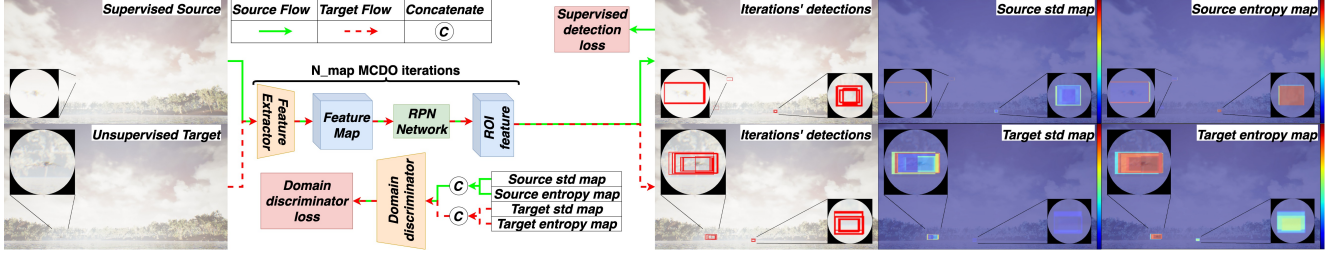 Supervised Source
Unsupervised Target
Source Flow
Target Flow
Concatenate
C
Supervised
detection
loss
N_map MCDO iterations
Feature
Extractor
Feature
Map
RPN
Network
ROI
feature
Domain
discriminator
loss
Domain
discriminator
C
C
Source std map
Source entropy map
Target std map
Target entropy map
Iterations' detections
Source std map
Source entropy map
Iterations' detections
Target std map
Target entropy map